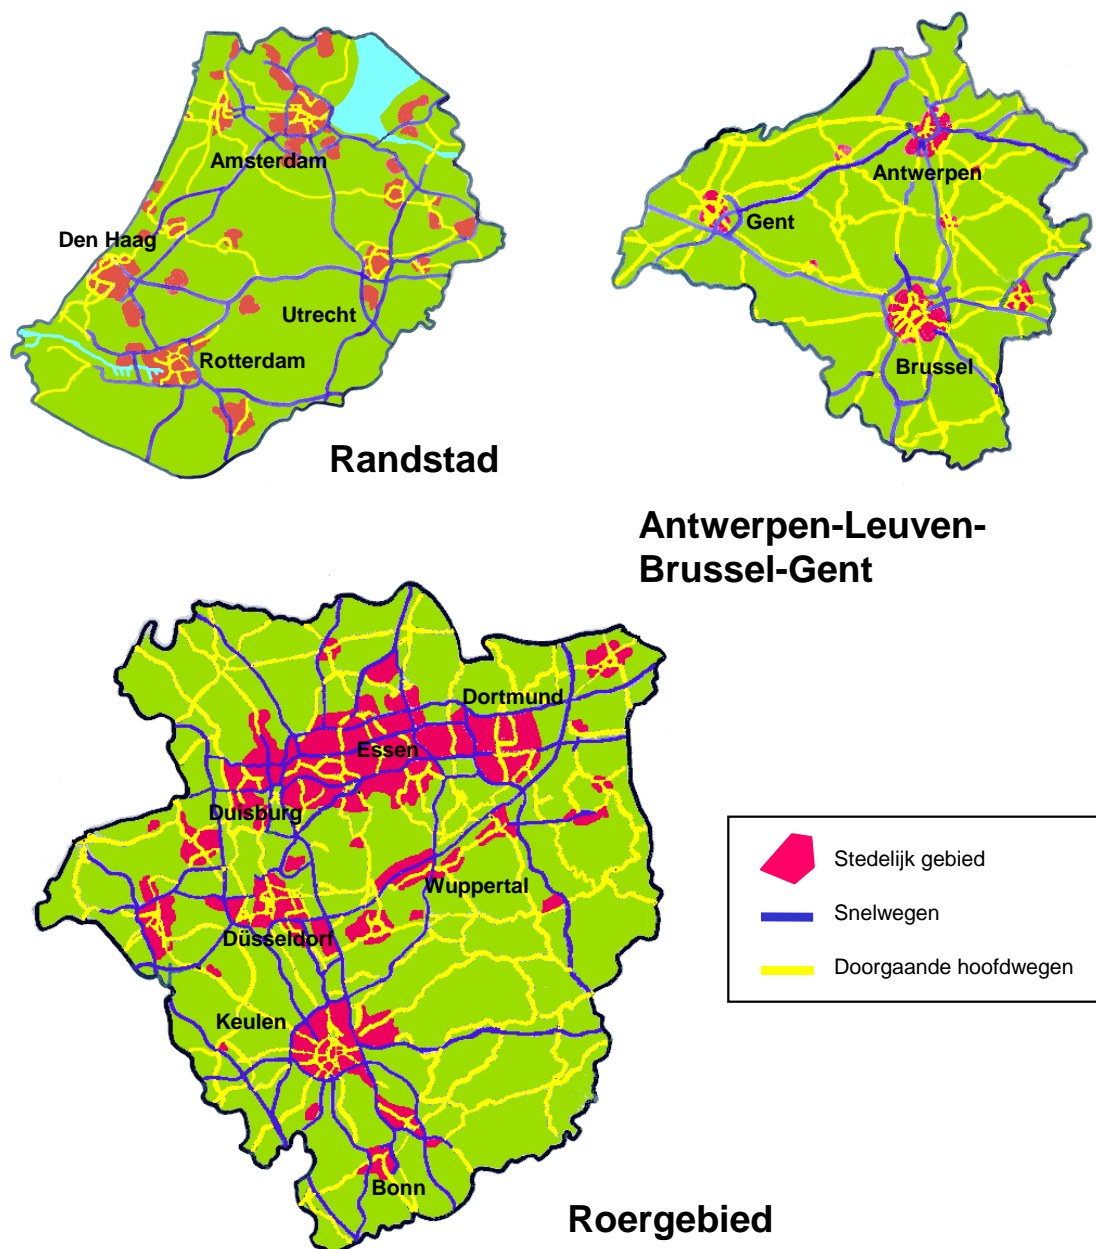 Amsterdam
Den Haag
Utrecht
Rotterdam
Randstad
Antwerpen
Gent
Brussel
Antwerpen-Leuven-
Brussel-Gent
Dortmund
Essen
Duisburg
Wuppertal
Düsseldorf
Keulen
Bonn
Roergebied
Stedelijk gebied
Snelwegen
Doorgaande hoofdwegen